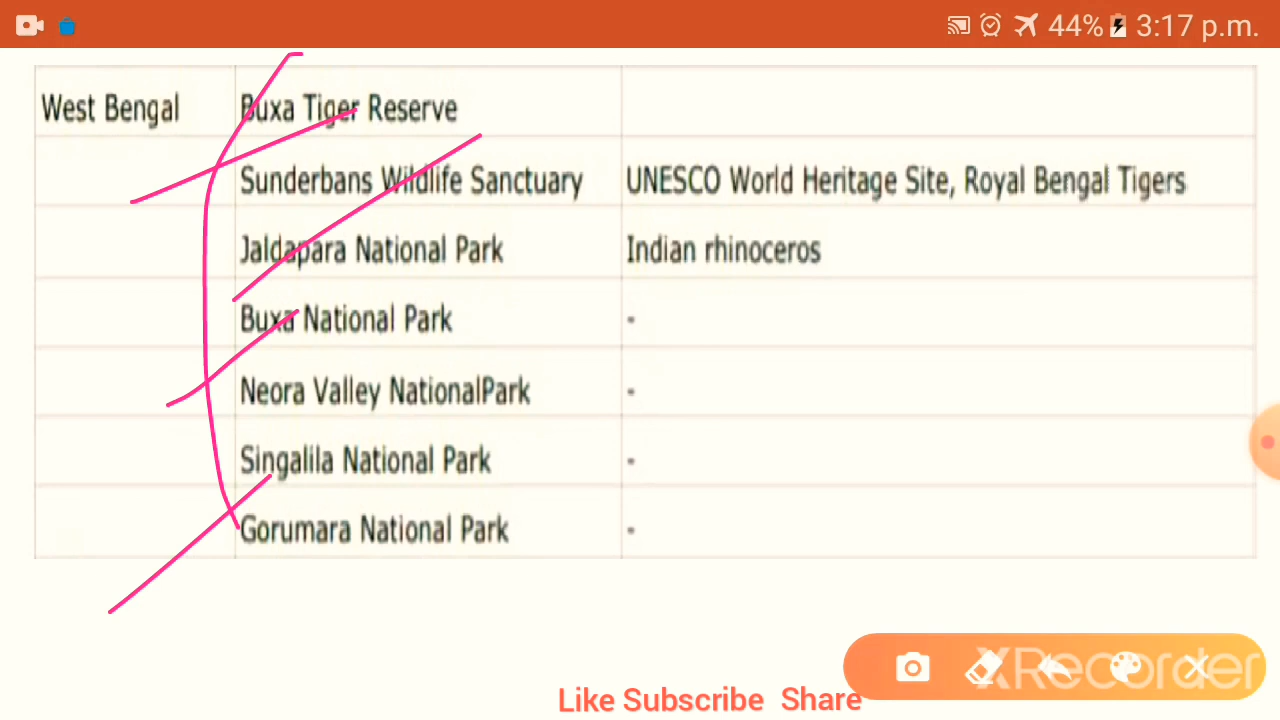 44% 3:17 p.m.
West Bengal Buxa Tiger Reserve
Sunderbans Wildlife Sanctuary UNESCO World Heritage Site, Royal Bengal Tigers
Jaldapara National Park Indian rhinoceros
Buxa National Park -
Neora Valley NationalPark -
Singalila National Park -
Gorumara National Park -
XRecorder
Like Subscribe Share